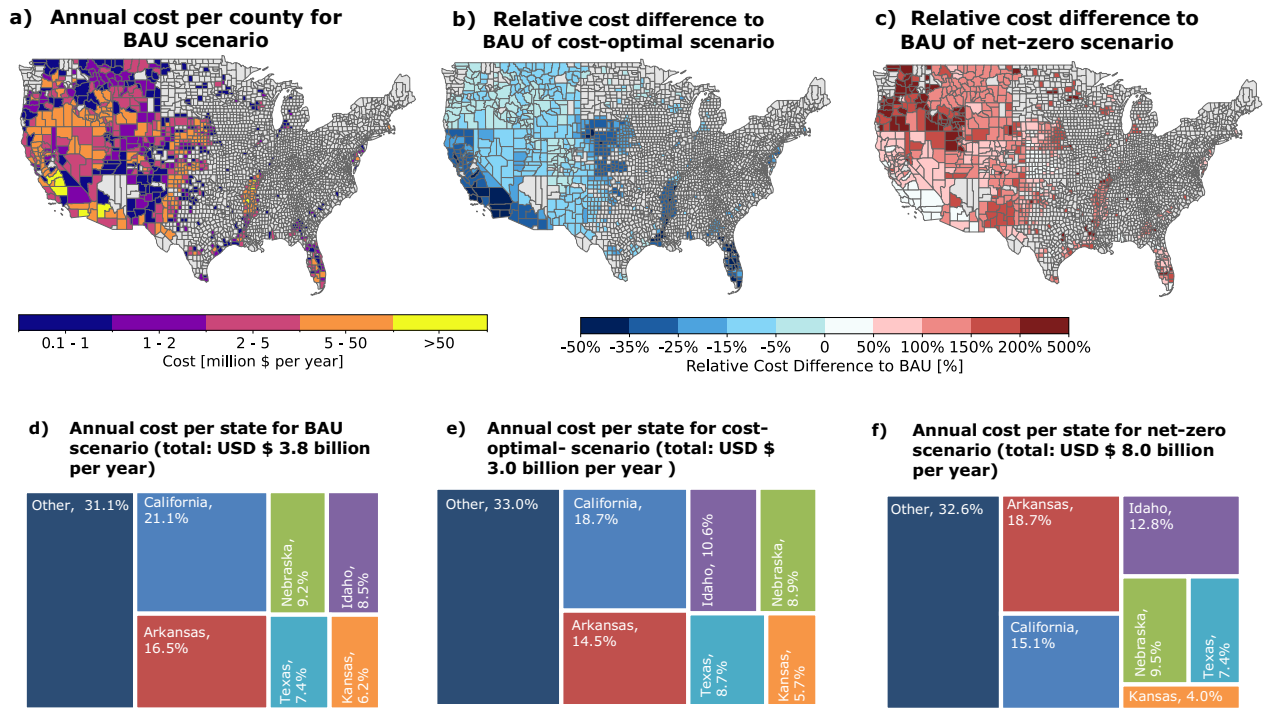 a) Annual cost per county for
BAU scenario
b) Relative cost difference to
BAU of cost-optimal scenario
c) Relative cost difference to
BAU of net-zero scenario
0.1 - 1
1 - 2
2 - 5
5 - 50
>50
Cost [million $ per year]
-50%
-35%
-25%
-15%
-5%
0
50%
100%
150%
200%
500%
Relative Cost Difference to BAU [%]
d) Annual cost per state for BAU
scenario (total: USD $ 3.8 billion
per year)
Other, 31.1%
California,
21.1%
Arkansas,
16.5%
Nebraska,
9.2%
Idaho,
8.5%
Texas,
7.4%
Kansas,
6.2%
e) Annual cost per state for cost-
optimal- scenario (total: USD $
3.0 billion per year )
Other, 33.0%
California,
18.7%
Arkansas,
14.5%
Idaho, 10.6%
Nebraska,
8.9%
Texas,
8.7%
Kansas,
5.7%
f) Annual cost per state for net-zero
scenario (total: USD $ 8.0 billion
per year)
Other, 32.6%
Arkansas,
18.7%
California,
15.1%
Idaho,
12.8%
Nebraska,
9.5%
Texas,
7.4%
Kansas, 4.0%